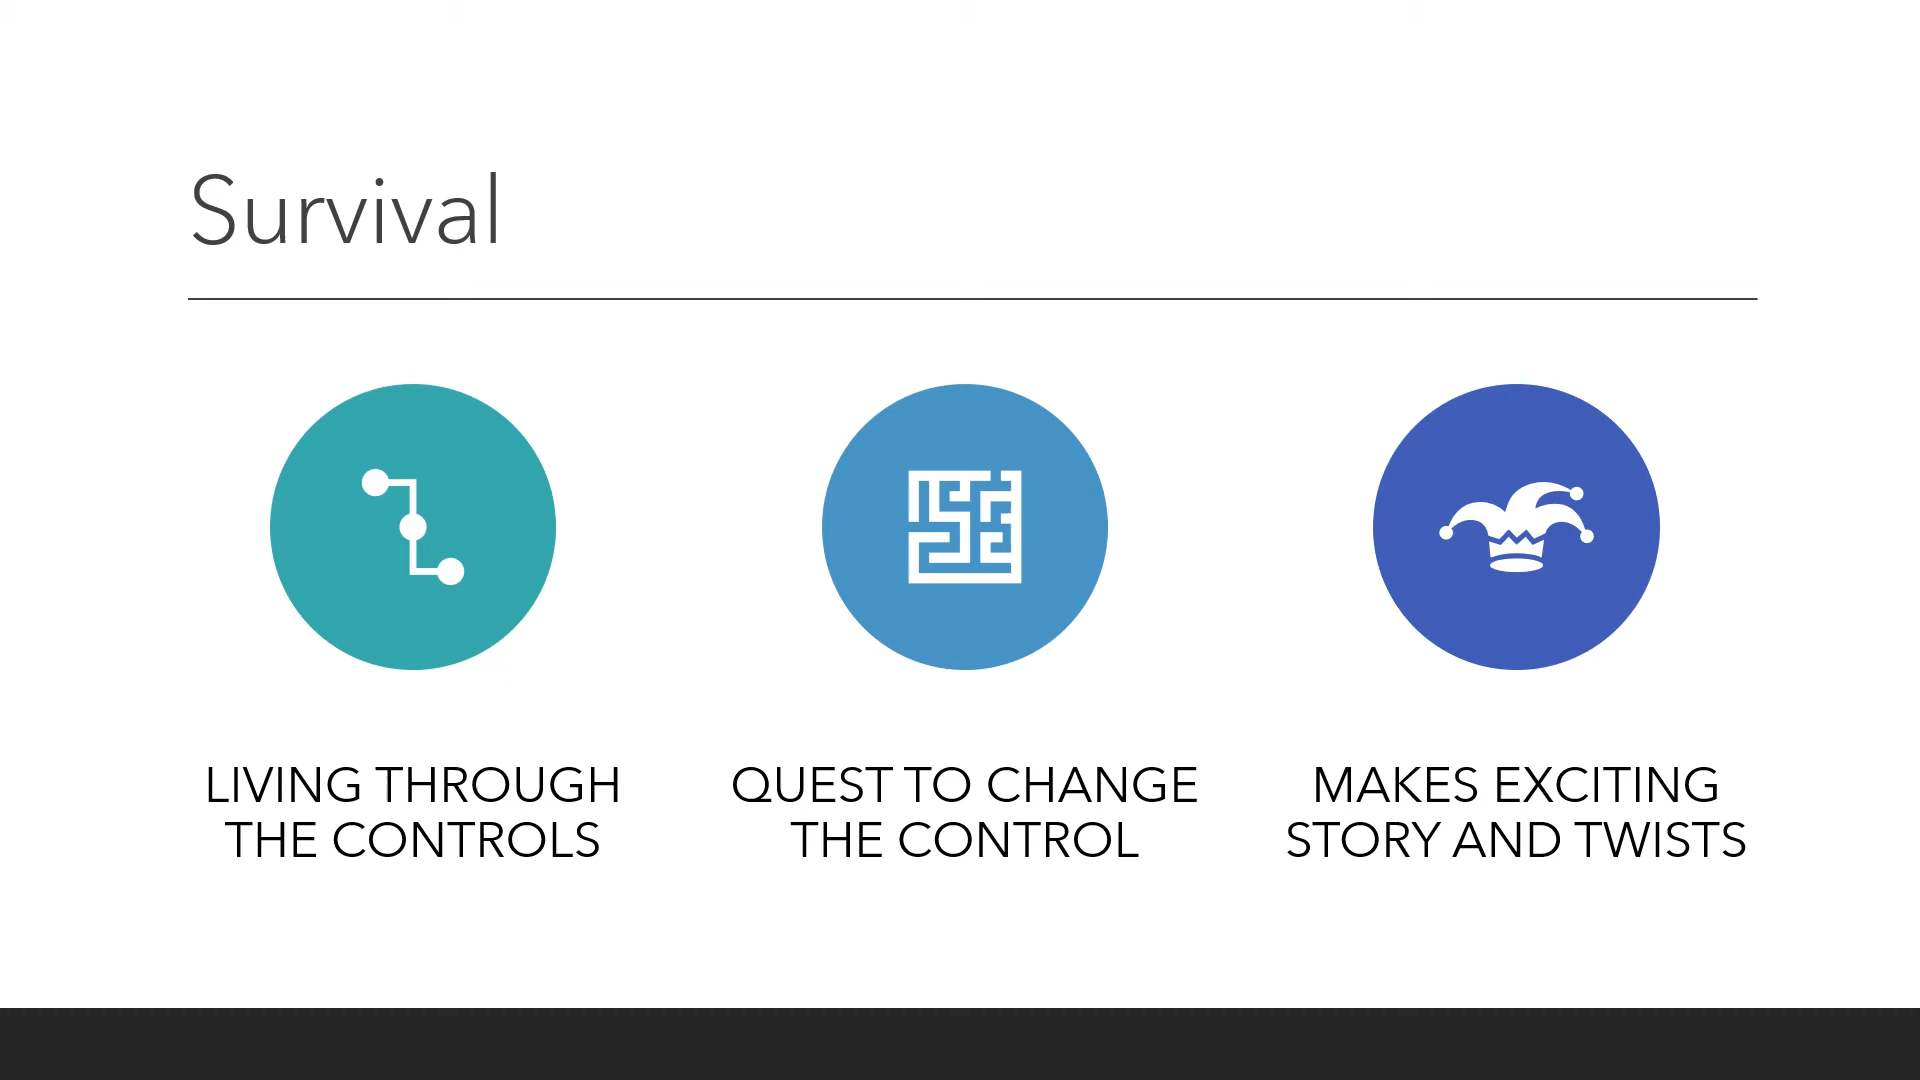 Survival
LIVING THROUGH
THE CONTROLS
QUEST TO CHANGE
THE CONTROL
MAKES EXCITING
STORY AND TWISTS